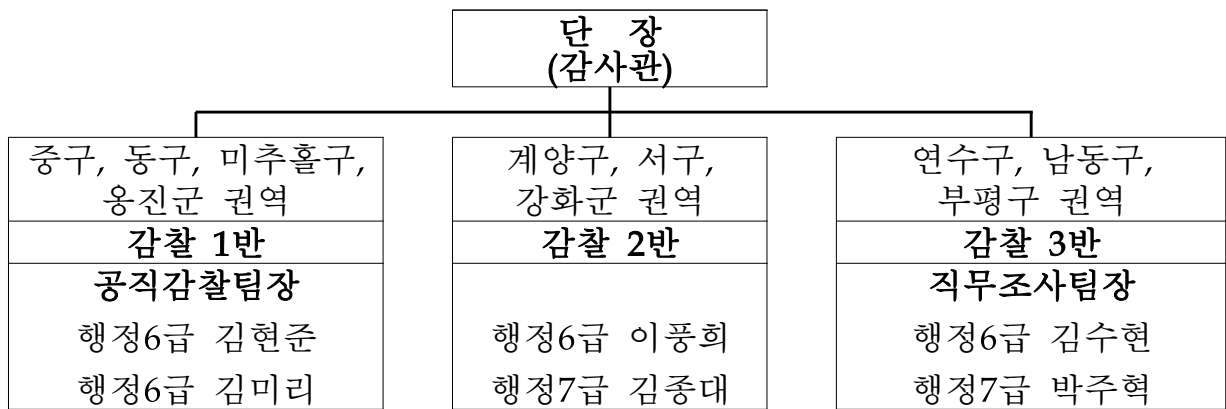 단 장
(감사관)
중구, 동구, 미추홀구,
옹진군 권역
감찰 1반
공직감찰팀장
행정6급 김현준
행정6급 김미리
계양구, 서구,
강화군 권역
감찰 2반
행정6급 이풍희
행정7급 김종대
연수구, 남동구,
부평구 권역
감찰 3반
직무조사팀장
행정6급 김수현
행정7급 박주혁